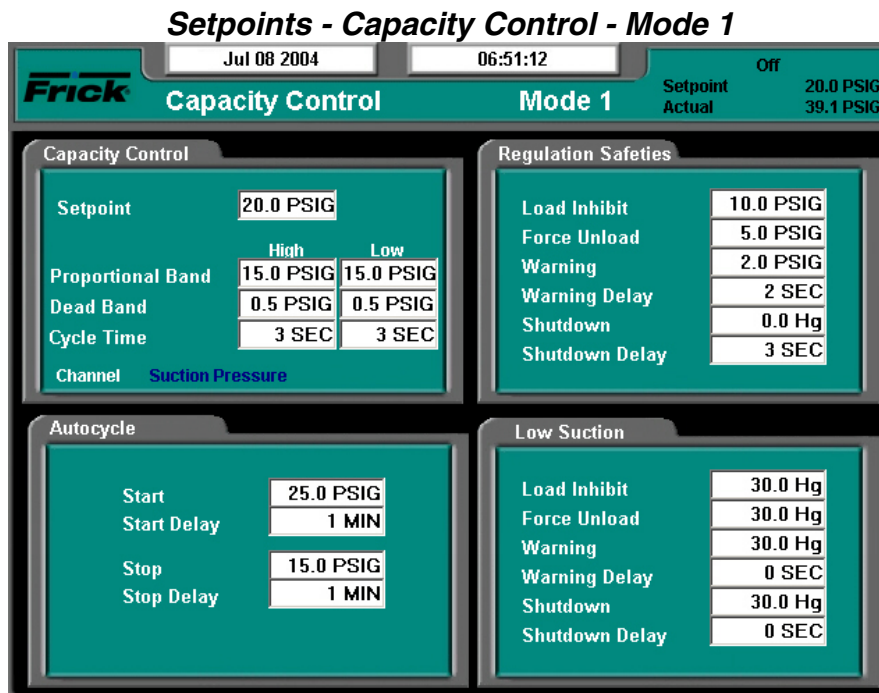 Setpoints - Capacity Control - Mode 1
Jul 08 2004 06:51:12 Off
Frick Capacity Control Mode 1
Setpoint 20.0 PSIG
Actual 39.1 PSIG
Capacity Control
Setpoint 20.0 PSIG
High Low
Proportional Band 15.0 PSIG 15.0 PSIG
Dead Band 0.5 PSIG 0.5 PSIG
Cycle Time 3 SEC 3 SEC
Channel Suction Pressure
Regulation Safeties
Load Inhibit 10.0 PSIG
Force Unload 5.0 PSIG
Warning 2.0 PSIG
Warning Delay 2 SEC
Shutdown 0.0 Hg
Shutdown Delay 3 SEC
Autocycle
Start 25.0 PSIG
Start Delay 1 MIN
Stop 15.0 PSIG
Stop Delay 1 MIN
Low Suction
Load Inhibit 30.0 Hg
Force Unload 30.0 Hg
Warning 30.0 Hg
Warning Delay 0 SEC
Shutdown 30.0 Hg
Shutdown Delay 0 SEC